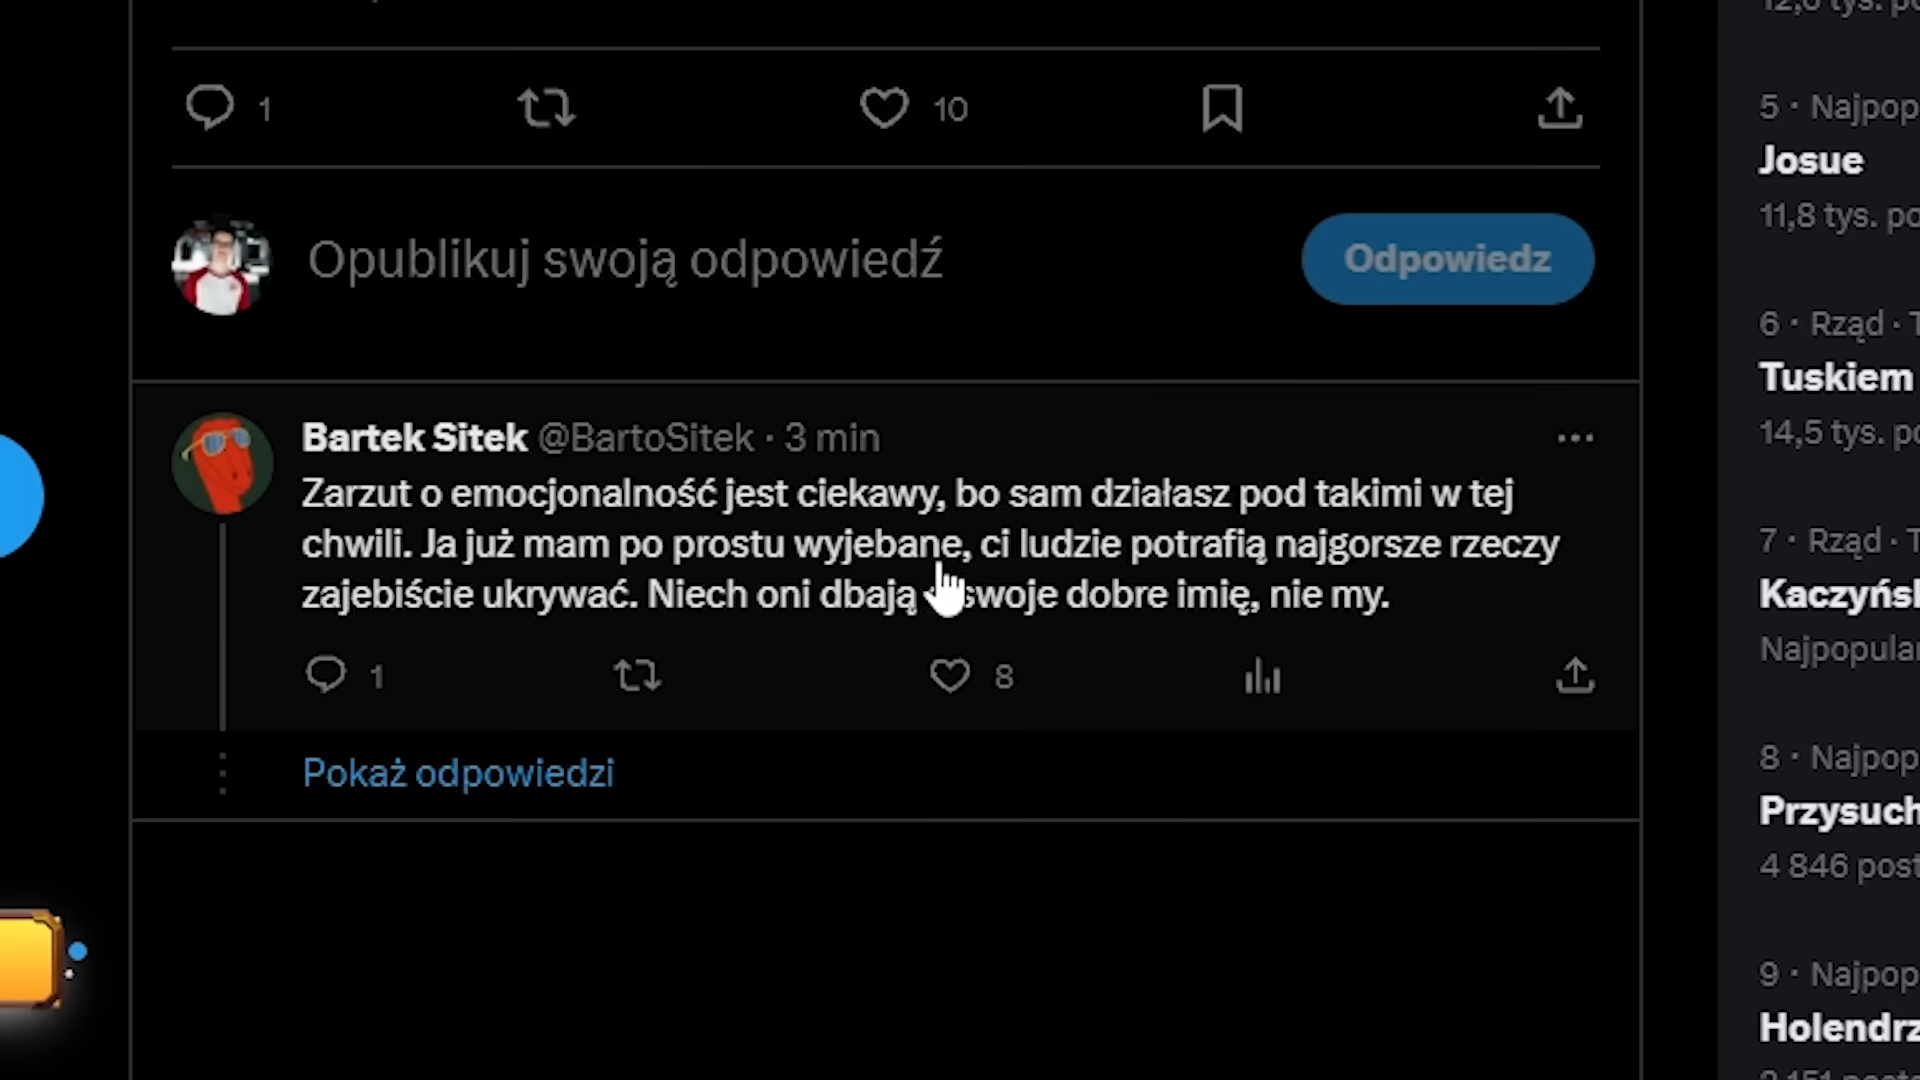 1
10
Opublikuj swoją odpowiedź
Odpowiedz
Bartek Sitek @BartoSitek · 3 min
Zarzut o emocjonalność jest ciekawy, bo sam działasz pod takimi w tej
chwili. Ja już mam po prostu wyjebane, ci ludzie potrafią najgorsze rzeczy
zajebiście ukrywać. Niech oni dbają swoje dobre imię, nie my.
1
8
Pokaż odpowiedzi
5 · Najpop
Josue
11,8 tys. po
6 · Rząd · T
Tuskiem
14,5 tys. po
7 · Rząd · T
Kaczyńsk
Najpopular
8 · Najpop
Przysuch
4 846 post
9 · Najpop
Holendrz